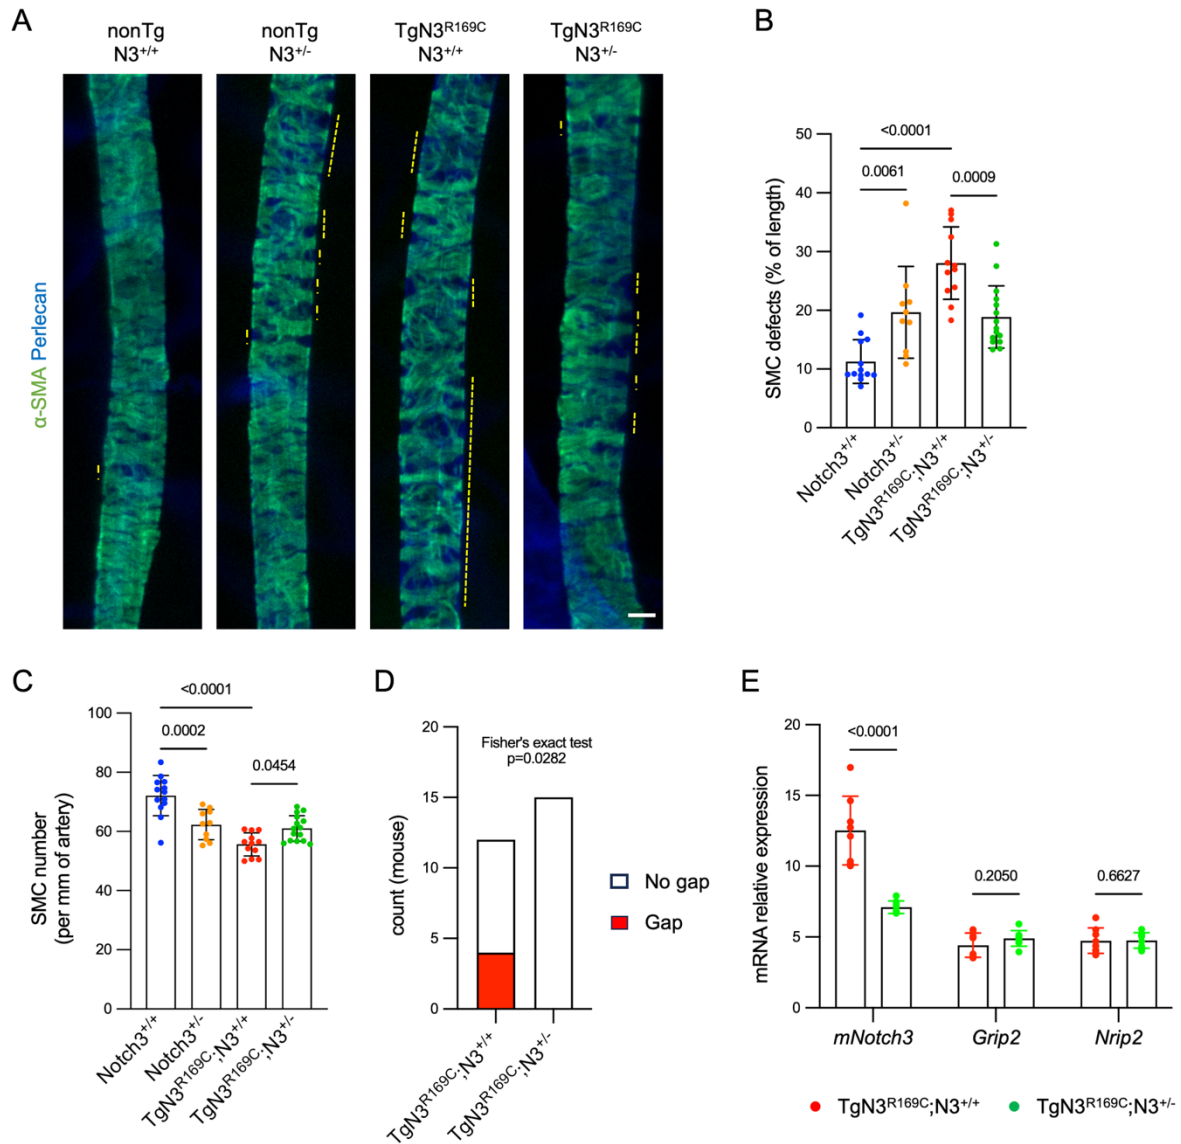 A
nonTg
N3+/+
nonTg
N3+/-
TgN3R169C
N3+/+
TgN3R169C
N3+/-
α-SMA Perlecan
B
SMC defects (% of length)
50
40
30
20
10
0
<0.0001
0.0061
0.0009
Notch3+/+
Notch3+/-
TgN3R169C;N3+/+
TgN3R169C;N3+/-
C
SMC number
(per mm of artery)
100
80
60
40
20
0
<0.0001
0.0002
0.0454
Notch3+/+
Notch3+/-
TgN3R169C;N3+/+
TgN3R169C;N3+/-
D
count (mouse)
20
15
10
5
0
Fisher's exact test
p=0.0282
No gap
Gap
TgN3R169C;N3+/+
TgN3R169C;N3+/-
E
mRNA relative expression
20
15
10
5
0
<0.0001
0.2050
0.6627
mNotch3
Grip2
Nrip2
TgN3R169C;N3+/+
TgN3R169C;N3+/-